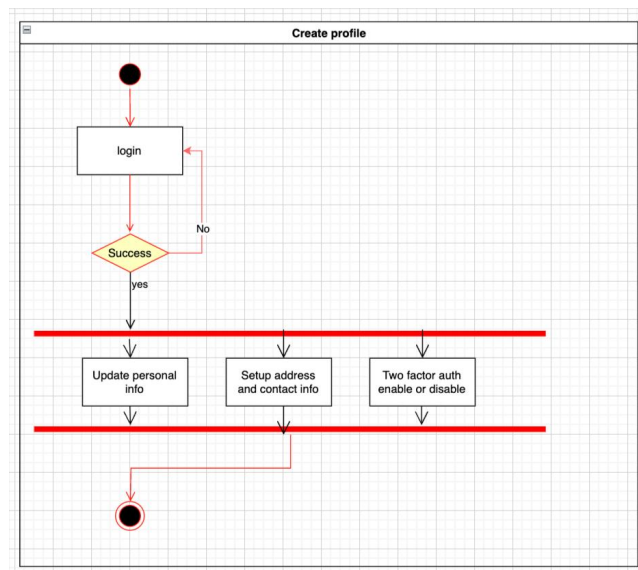 Create profile
login
No
Success
yes
Update personal
info
Setup address
and contact info
Two factor auth
enable or disable